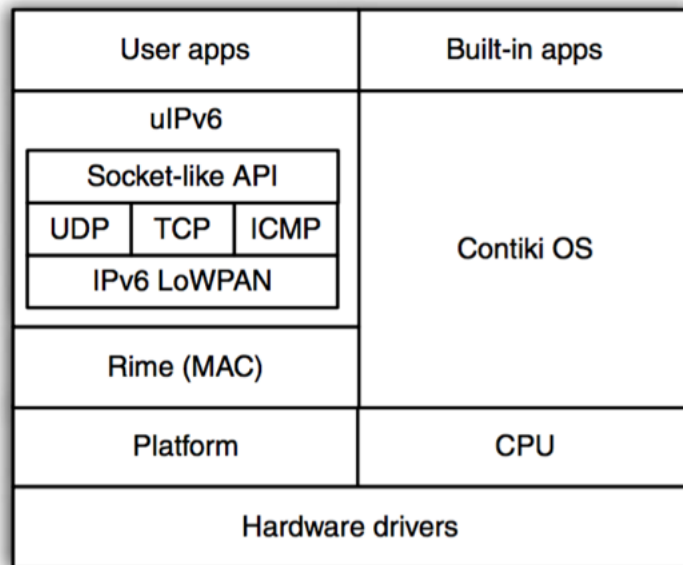 User apps
Built-in apps
uIPv6
Socket-like API
UDP
TCP
ICMP
IPv6 LoWPAN
Contiki OS
Rime (MAC)
Platform
CPU
Hardware drivers